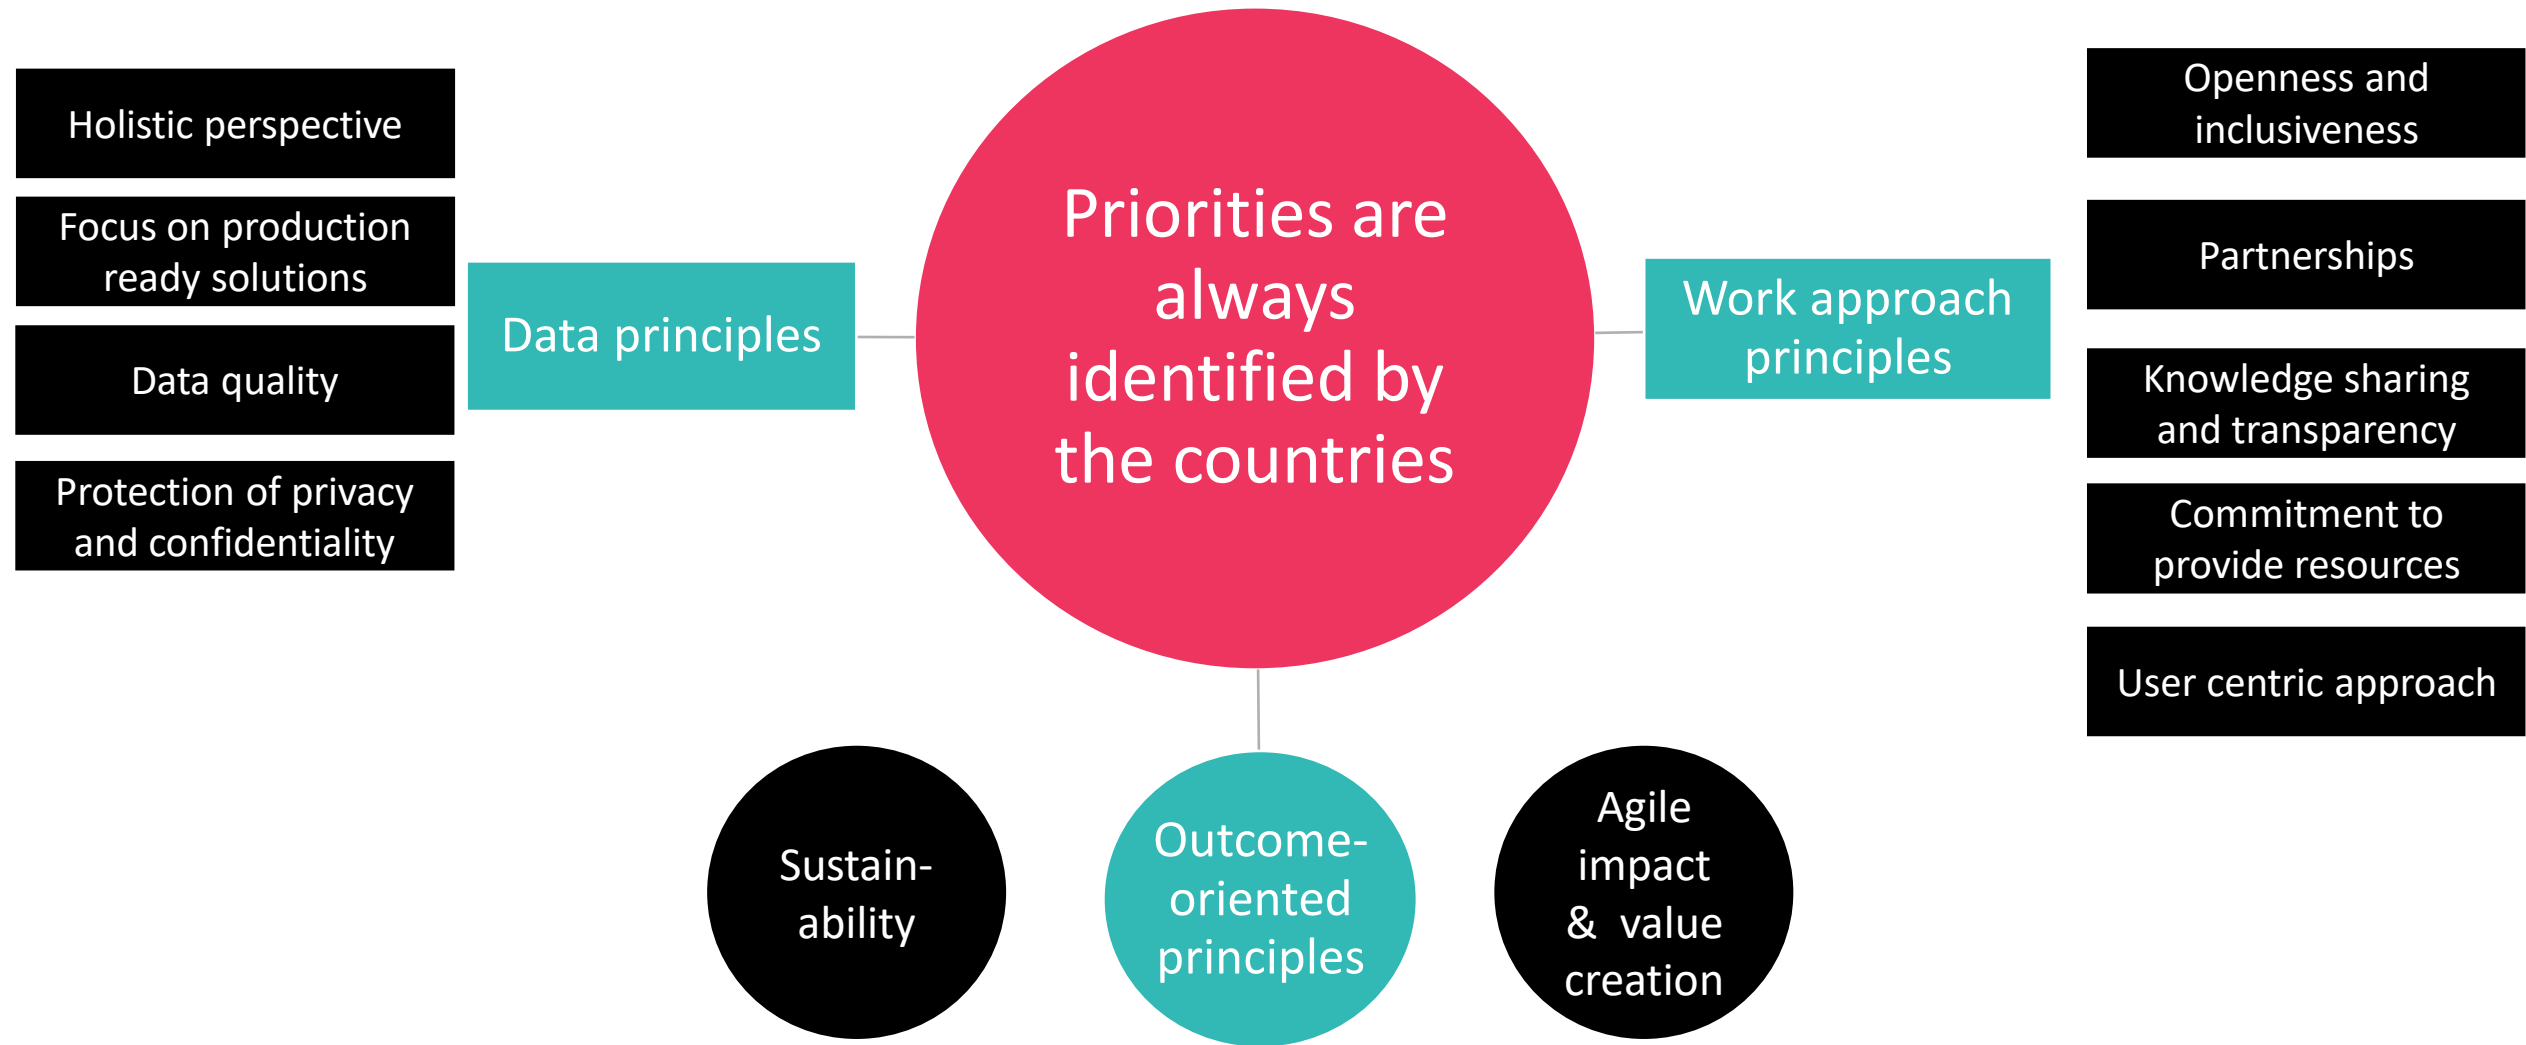 Holistic perspective
Focus on production
ready solutions
Data quality
Protection of privacy
and confidentiality
Data principles
Priorities are
always
identified by
the countries
Work approach
principles
Openness and
inclusiveness
Partnerships
Knowledge sharing
and transparency
Commitment to
provide resources
User centric approach
Sustain-
ability
Outcome-
oriented
principles
Agile
impact
& value
creation